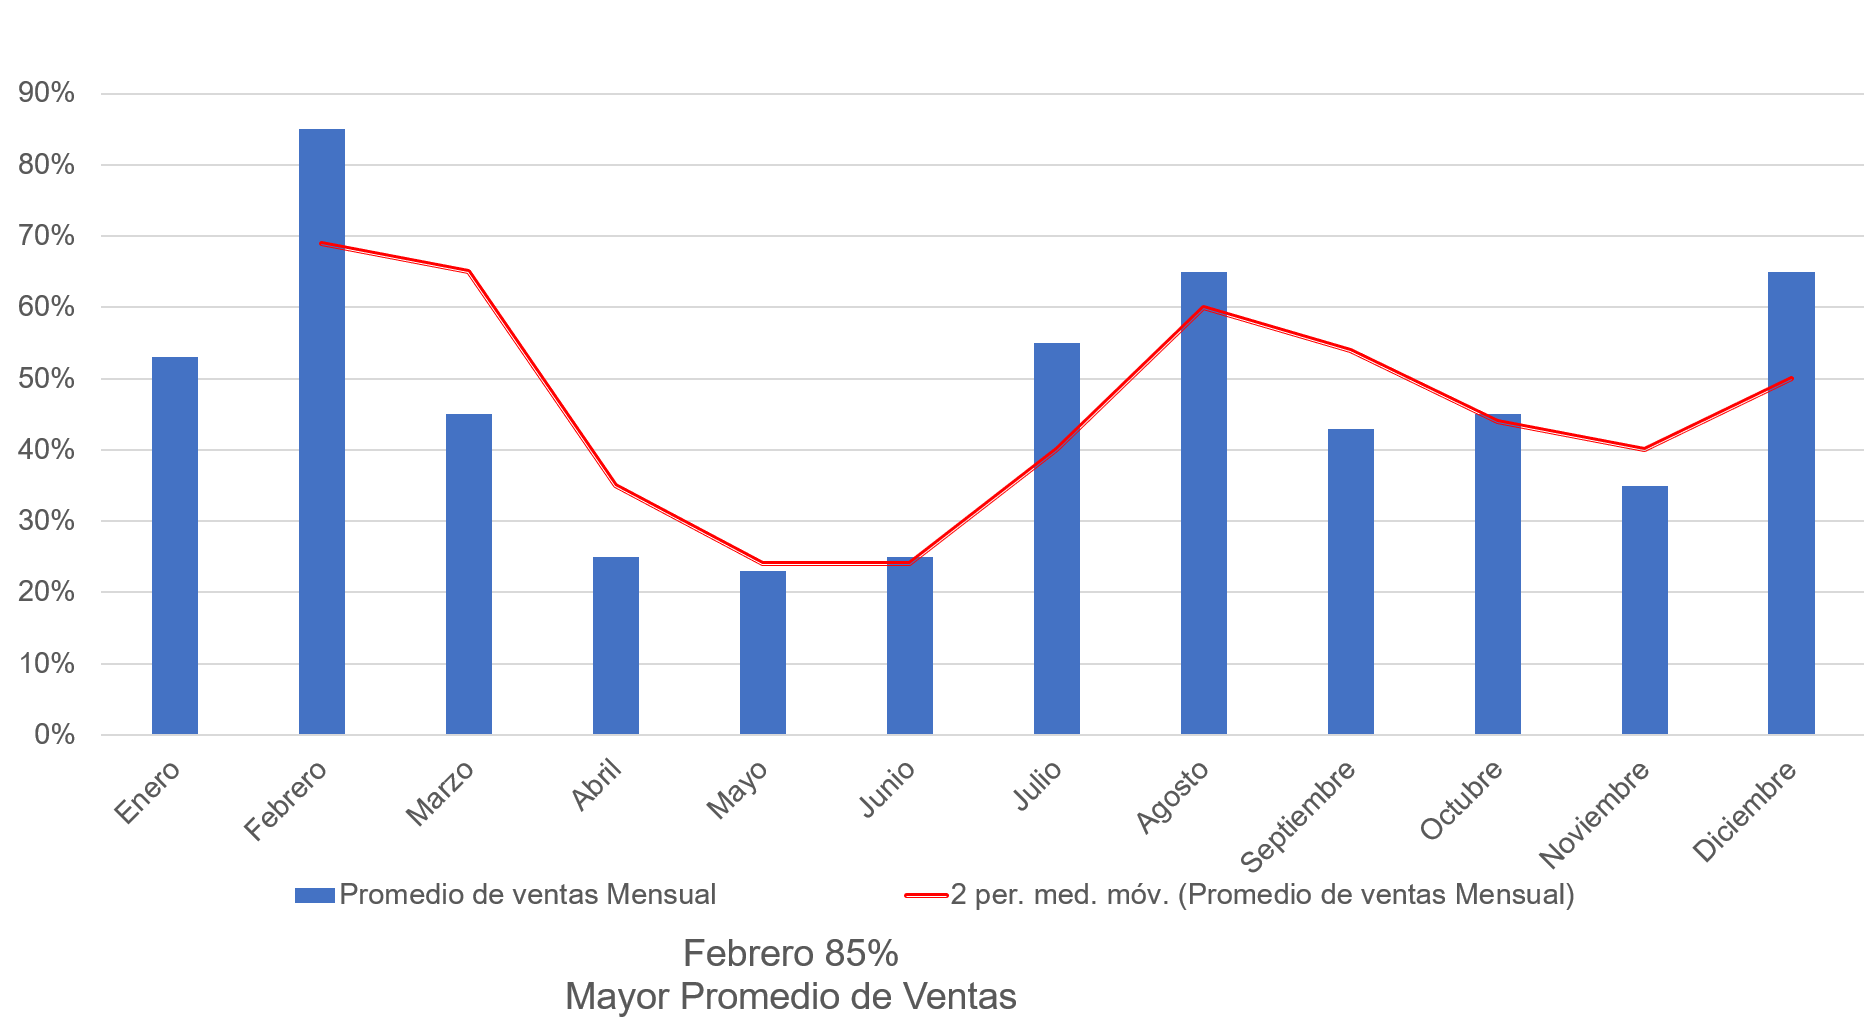 90%
80%
70%
60%
50%
40%
30%
20%
10%
0%
Enero
Febrero
Marzo
Abril
Mayo
Junio
Julio
Agosto
Septiembre
Octubre
Noviembre
Diciembre
Promedio de ventas Mensual
2 per. med. móv. (Promedio de ventas Mensual)
Febrero 85%
Mayor Promedio de Ventas